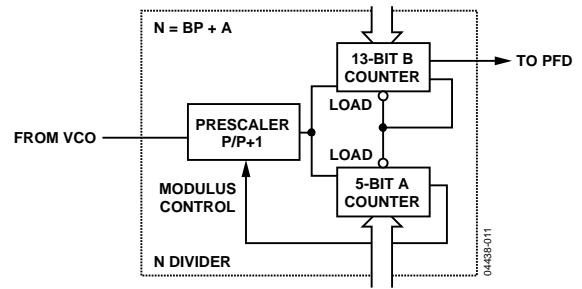 N = BP + A
13-BIT B
COUNTER
TO PFD
LOAD
PRESCALER
P/P+1
FROM VCO
LOAD
MODULUS
CONTROL
5-BIT A
COUNTER
N DIVIDER
04438-011